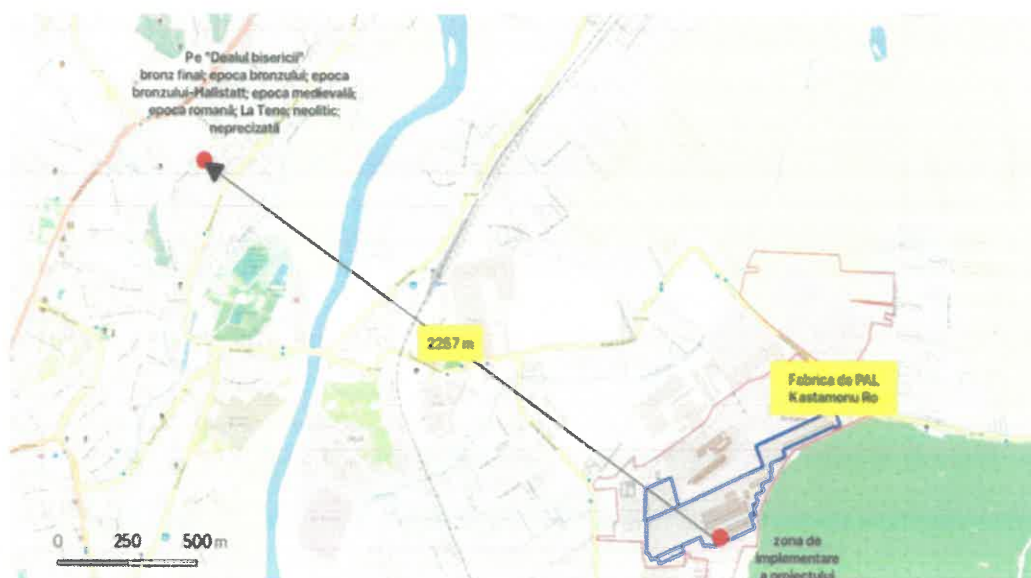 Pe "Dealul bisericii"
bronz final; epoca bronzului; epoca
bronzului-Hallstatt; epoca medievală;
epoca romană; La Tene; neolitic;
neprecizată
2267 m
Fabrica de PAL
Kastamonu Ro
zona de
implementare
a proiectului
0 250 500 m